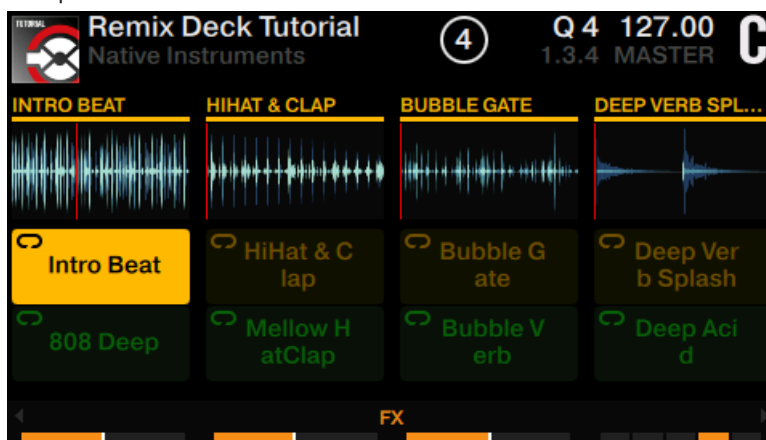 TUTORIAL
Remix Deck Tutorial
Native Instruments
4
Q 4 127.00
1.3.4 MASTER
C
INTRO BEAT
HIHAT & CLAP
BUBBLE GATE
DEEP VERB SPL...
Intro Beat
HiHat & C
lap
Bubble G
ate
Deep Ver
b Splash
808 Deep
Mellow H
atClap
Bubble V
erb
Deep Aci
d
FX